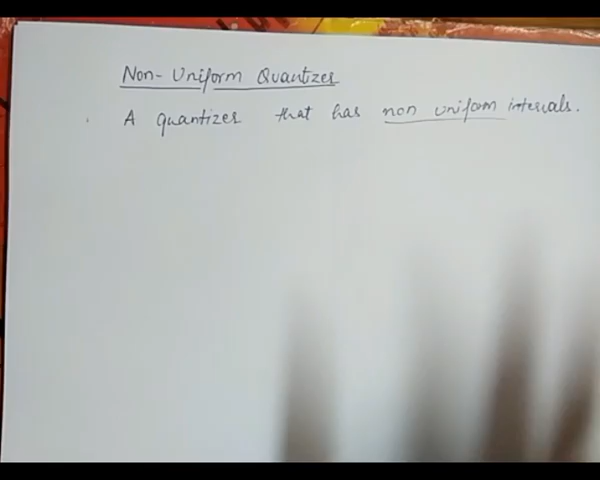 Non-Uniform Quantizer
A quantizer that has non uniform intervals.